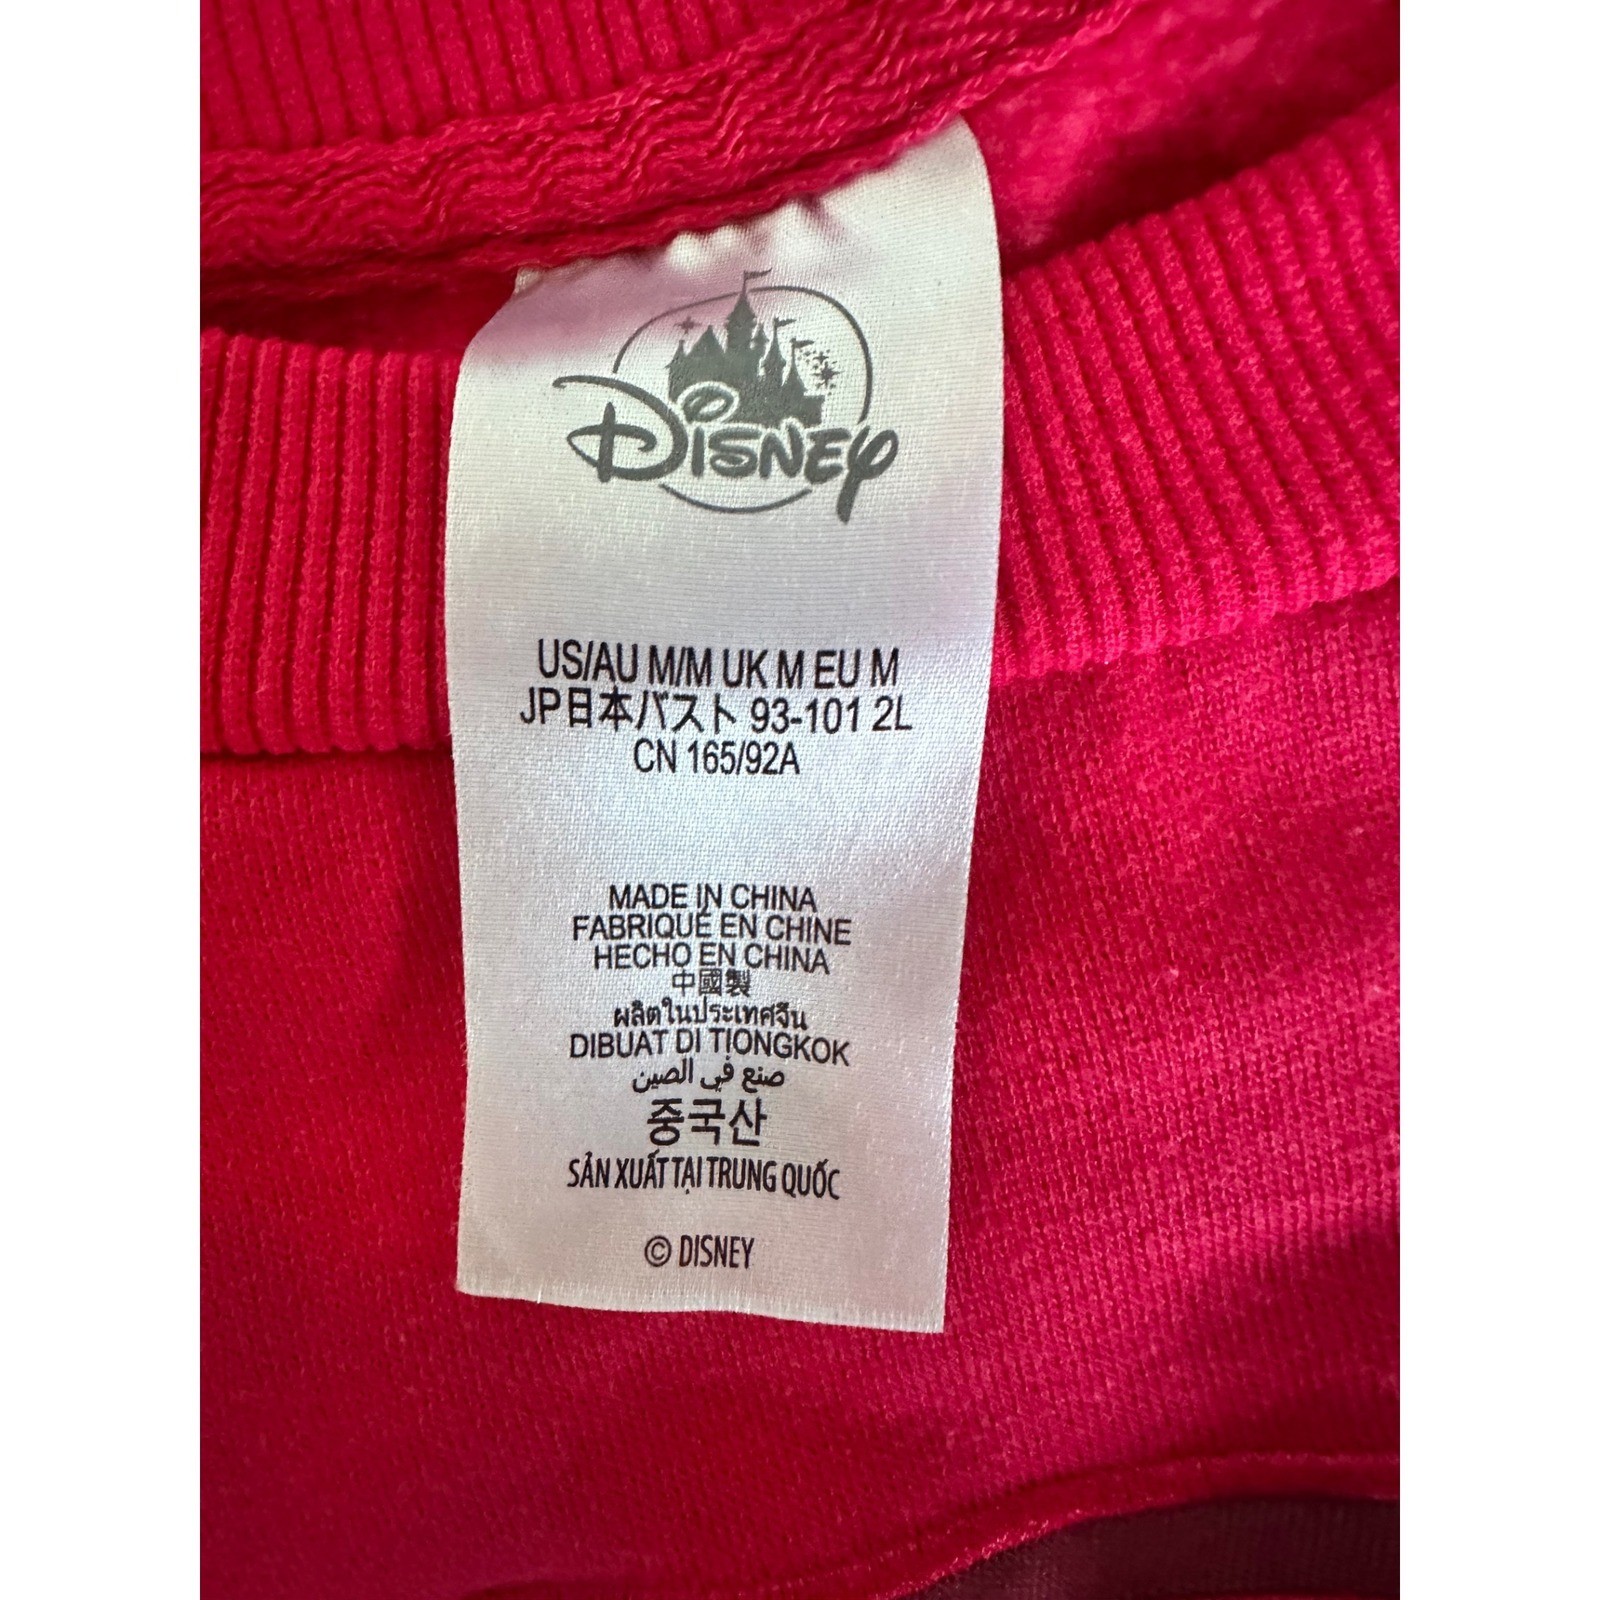 Disney
US/AU M/M UK M EU M
JP日本バスト 93-101 2L
CN 165/92A
MADE IN CHINA
FABRIQUÉ EN CHINE
HECHO EN CHINA
中國製
ผลิตในประเทศจีน
DIBUAT DI TIONGKOK
صنع في الصين
중국산
SẢN XUẤT TẠI TRUNG QUỐC
© DISNEY